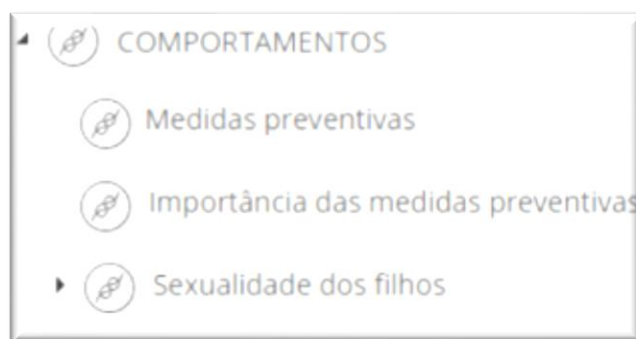 COMPORTAMENTOS
Medidas preventivas
Importância das medidas preventivas
Sexualidade dos filhos